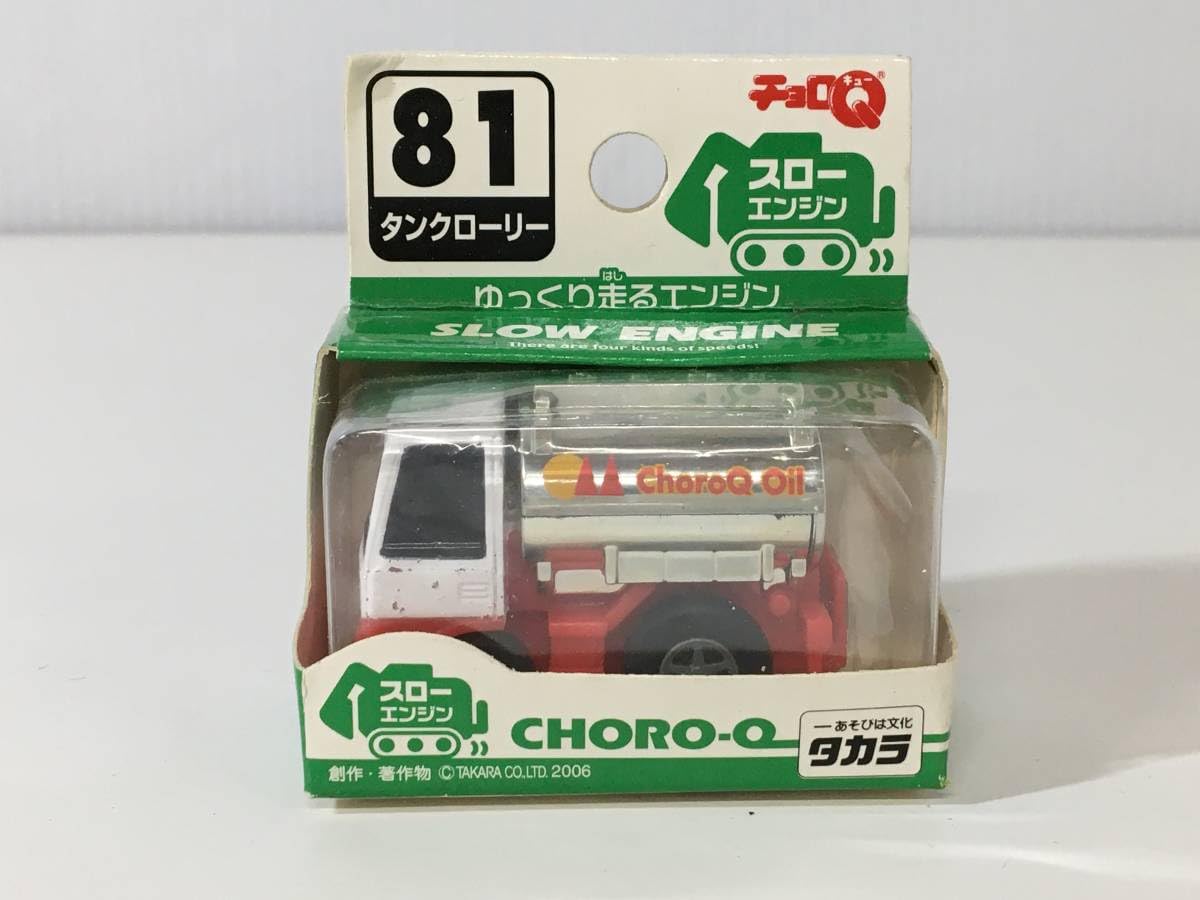 81
タンクローリー
チョロQ®
キュー
スロー
エンジン
はし
ゆっくり走るエンジン
SLOW ENGINE
There are four kinds of speeds!
ChoroQ Oil
スロー
エンジン
CHORO-Q
あそびは文化
タカラ
創作・著作物 ©TAKARA CO.,LTD. 2006